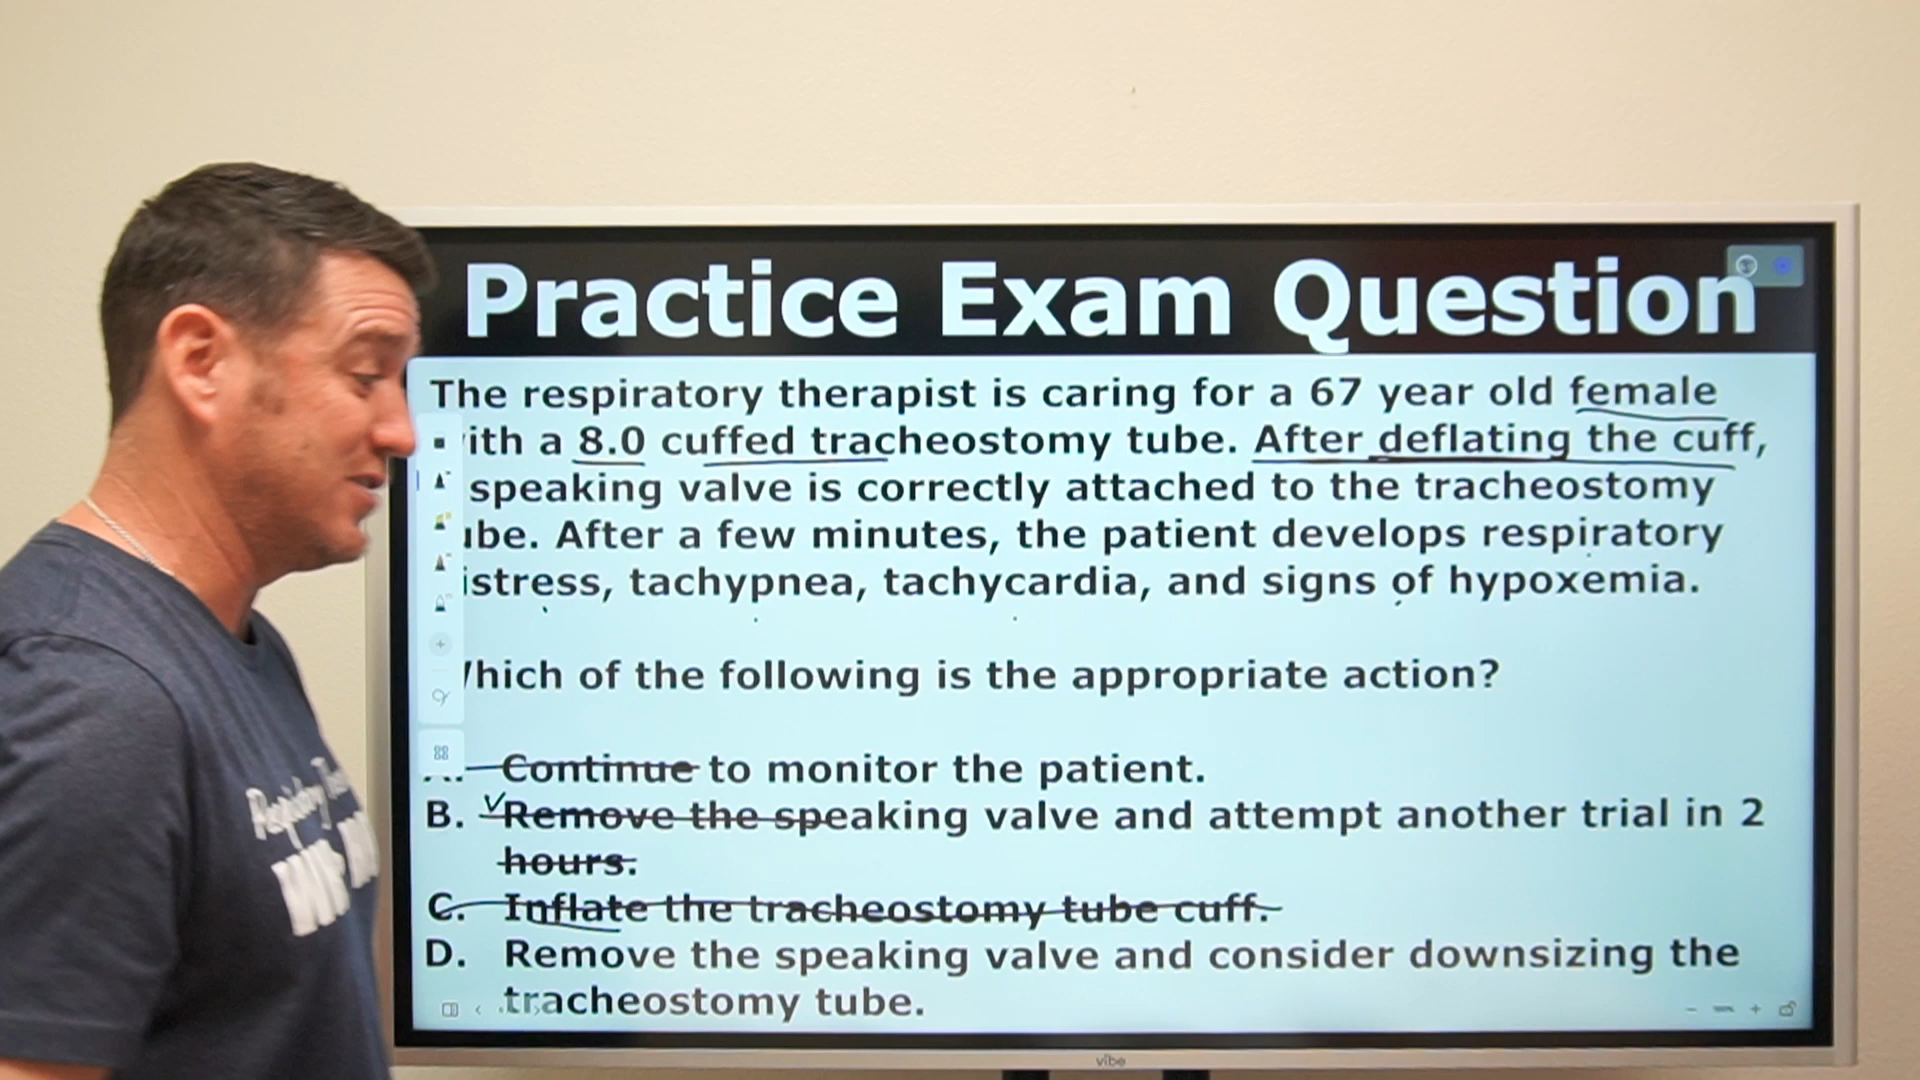 Practice Exam Question
The respiratory therapist is caring for a 67 year old female
ith a 8.0 cuffed tracheostomy tube. After deflating the cuff,
speaking valve is correctly attached to the tracheostomy
ube. After a few minutes, the patient develops respiratory
istress, tachypnea, tachycardia, and signs of hypoxemia.
hich of the following is the appropriate action?
Continue to monitor the patient.
B. Remove the speaking valve and attempt another trial in 2
hours.
C. Inflate the tracheostomy tube cuff.
D. Remove the speaking valve and consider downsizing the
tracheostomy tube.
vibe